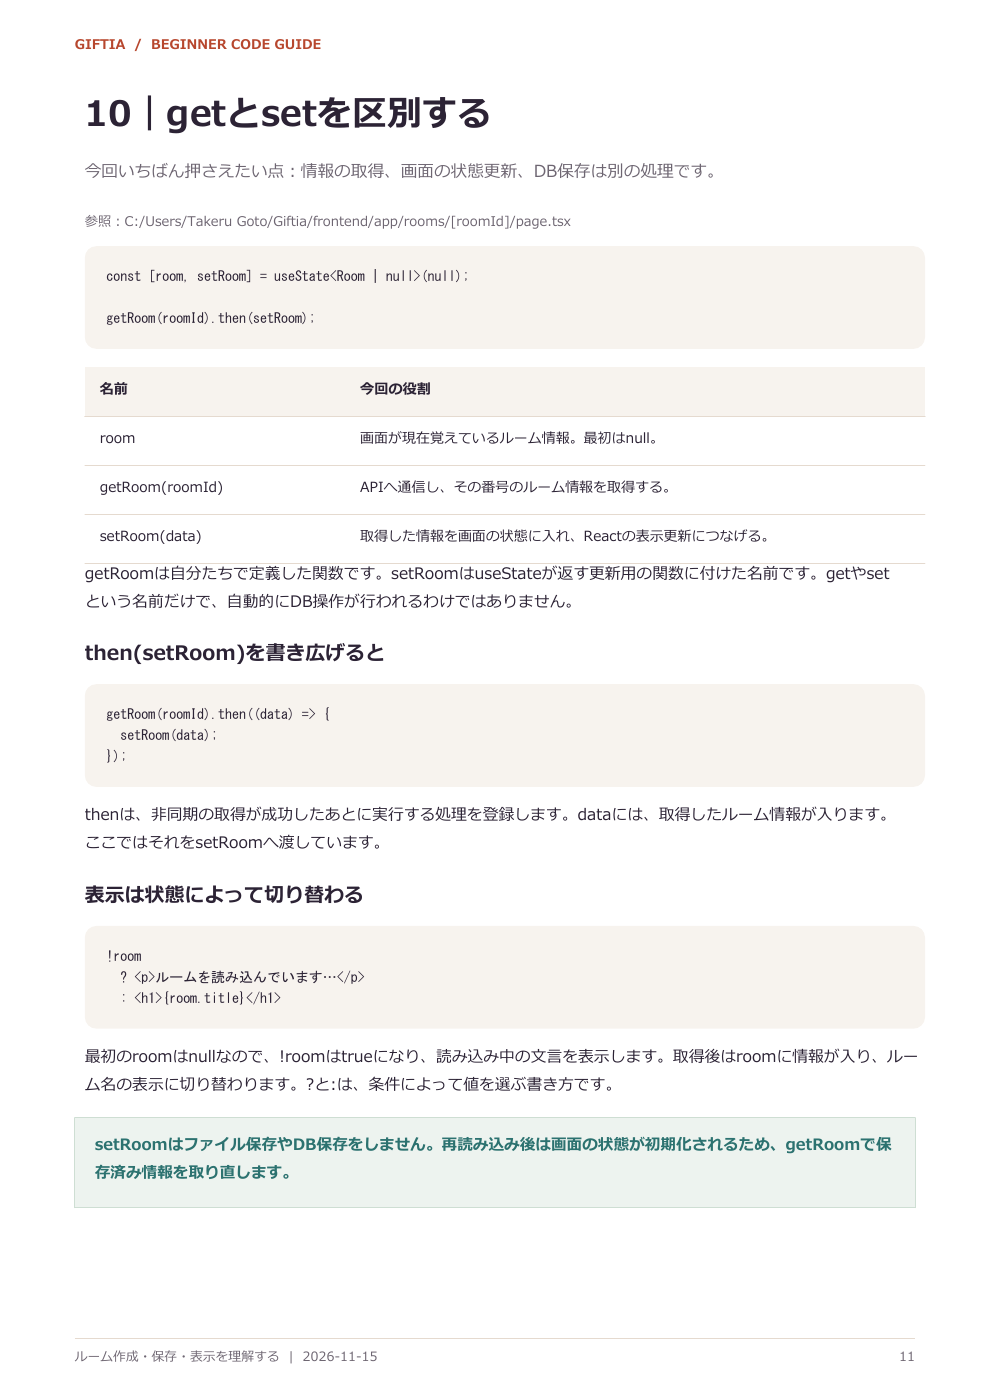 GIFTIA / BEGINNER CODE GUIDE
10｜getとsetを区別する
今回いちばん押さえたい点：情報の取得、画面の状態更新、DB保存は別の処理です。
参照：C:/Users/Takeru Goto/Giftia/frontend/app/rooms/[roomId]/page.tsx
const [room, setRoom] = useState<Room | null>(null);
getRoom(roomId).then(setRoom);
名前 今回の役割
room 画面が現在覚えているルーム情報。最初はnull。
getRoom(roomId) APIへ通信し、その番号のルーム情報を取得する。
setRoom(data) 取得した情報を画面の状態に入れ、Reactの表示更新につなげる。
getRoomは自分たちで定義した関数です。setRoomはuseStateが返す更新用の関数に付けた名前です。getやset
という名前だけで、自動的にDB操作が行われるわけではありません。
then(setRoom)を書き広げると
getRoom(roomId).then((data) => {
  setRoom(data);
});
thenは、非同期の取得が成功したあとに実行する処理を登録します。dataには、取得したルーム情報が入ります。
ここではそれをsetRoomへ渡しています。
表示は状態によって切り替わる
!room
  ? <p>ルームを読み込んでいます…</p>
  : <h1>{room.title}</h1>
最初のroomはnullなので、!roomはtrueになり、読み込み中の文言を表示します。取得後はroomに情報が入り、ルー
ム名の表示に切り替わります。?と:は、条件によって値を選ぶ書き方です。
setRoomはファイル保存やDB保存をしません。再読み込み後は画面の状態が初期化されるため、getRoomで保
存済み情報を取り直します。
ルーム作成・保存・表示を理解する | 2026-11-15 11